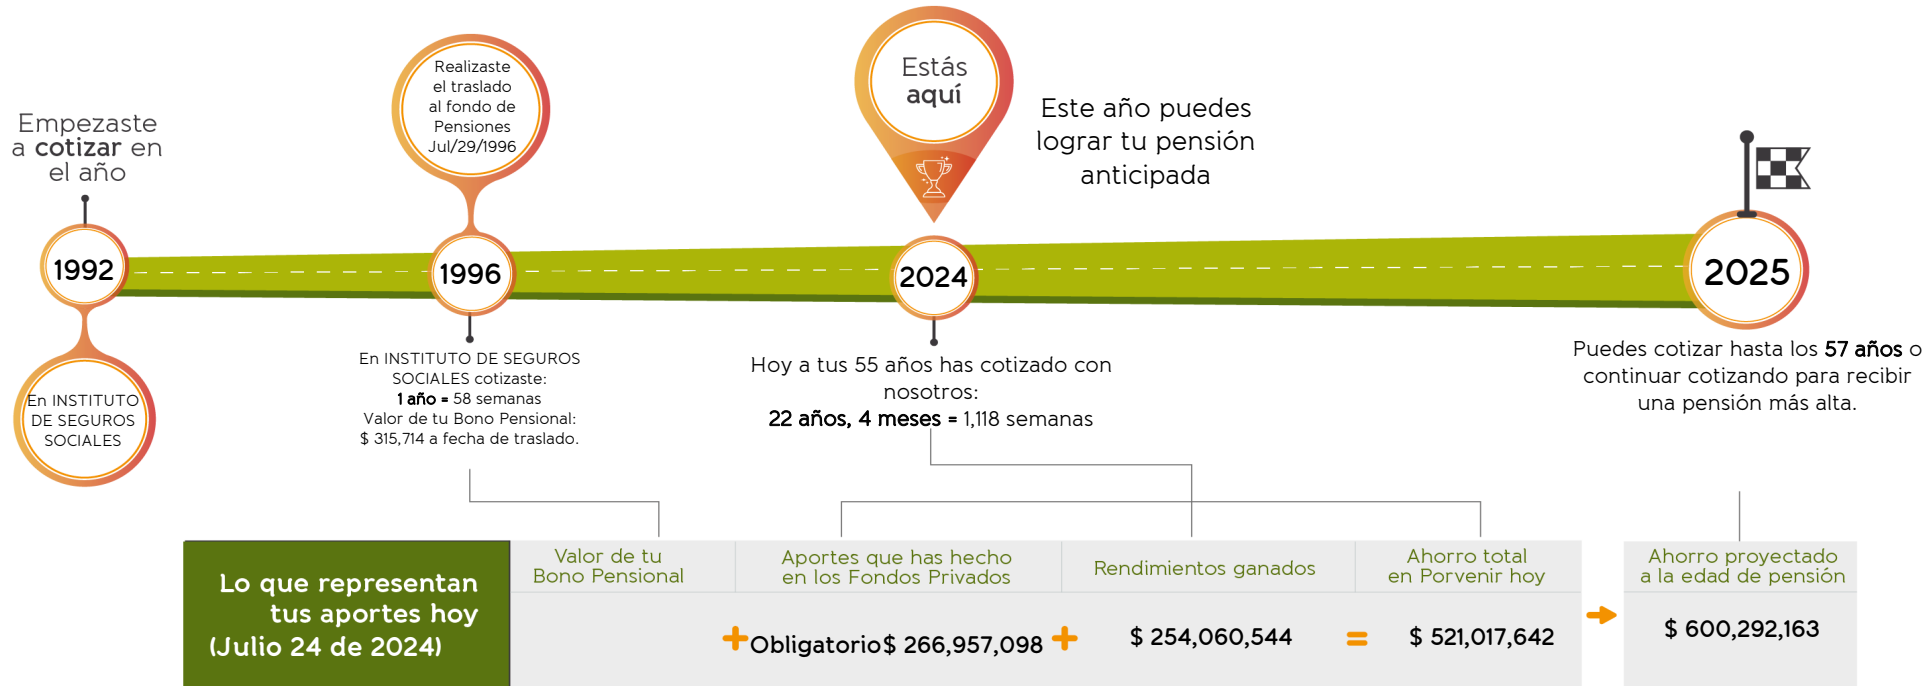 Empezaste
a cotizar en
el año
1992
En INSTITUTO
DE SEGUROS
SOCIALES
Realizaste
el traslado
al fondo de
Pensiones
Jul/29/1996
1996
En INSTITUTO DE SEGUROS
SOCIALES cotizaste:
1 año = 58 semanas
Valor de tu Bono Pensional:
$ 315,714 a fecha de traslado.
Estás
aquí
Este año puedes
lograr tu pensión
anticipada
2024
Hoy a tus 55 años has cotizado con
nosotros:
22 años, 4 meses = 1,118 semanas
2025
Puedes cotizar hasta los 57 años o
continuar cotizando para recibir
una pensión más alta.
Lo que representan
tus aportes hoy
(Julio 24 de 2024)
Valor de tu
Bono Pensional
Aportes que has hecho
en los Fondos Privados
Rendimientos ganados
Ahorro total
en Porvenir hoy
Ahorro proyectado
a la edad de pensión
+ Obligatorio $ 266,957,098 + $ 254,060,544 = $ 521,017,642
$ 600,292,163